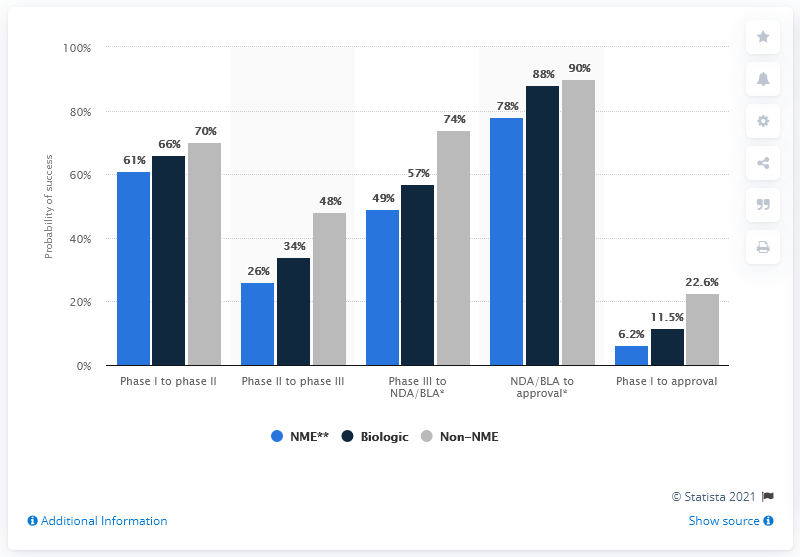 100%
80%
60%
40%
20%
0%
Probability of success
61%
66%
70%
26%
34%
48%
49%
57%
74%
78%
88%
90%
6.2%
11.5%
22.6%
Phase I to phase II
Phase II to phase III
Phase III to
NDA/BLA*
NDA/BLA to
approval*
Phase I to approval
NME** Biologic Non-NME
© Statista 2021
Additional Information Show source